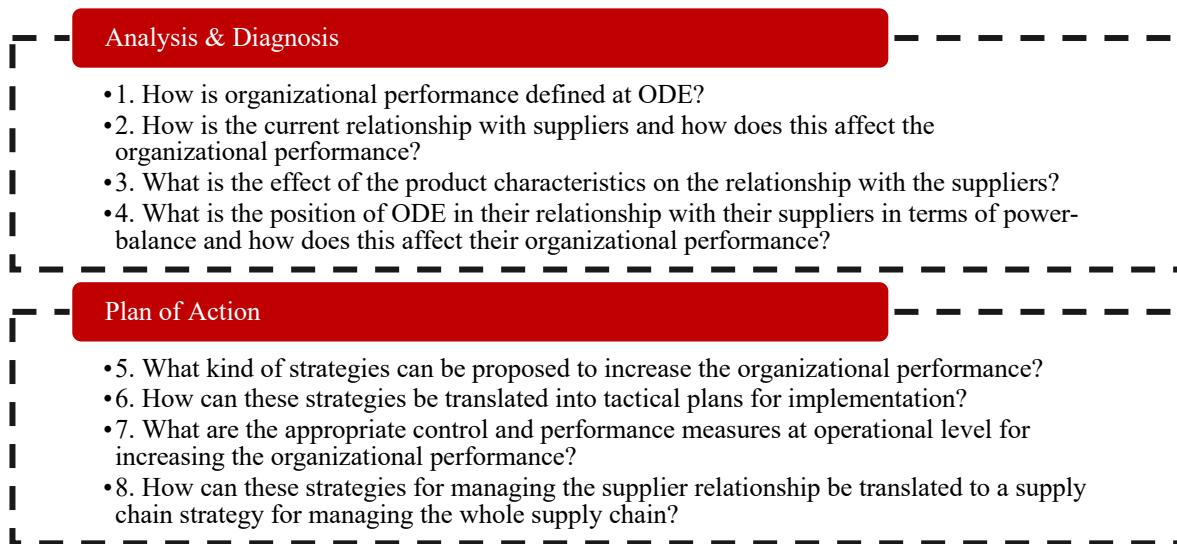 Analysis & Diagnosis
•1. How is organizational performance defined at ODE?
•2. How is the current relationship with suppliers and how does this affect the
organizational performance?
•3. What is the effect of the product characteristics on the relationship with the suppliers?
•4. What is the position of ODE in their relationship with their suppliers in terms of power-
balance and how does this affect their organizational performance?
Plan of Action
•5. What kind of strategies can be proposed to increase the organizational performance?
•6. How can these strategies be translated into tactical plans for implementation?
•7. What are the appropriate control and performance measures at operational level for
increasing the organizational performance?
•8. How can these strategies for managing the supplier relationship be translated to a supply
chain strategy for managing the whole supply chain?